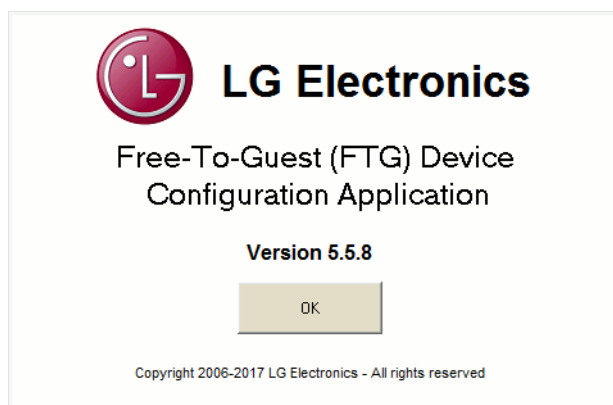 LG Electronics
Free-To-Guest (FTG) Device
Configuration Application
Version 5.5.8
OK
Copyright 2006-2017 LG Electronics - All rights reserved